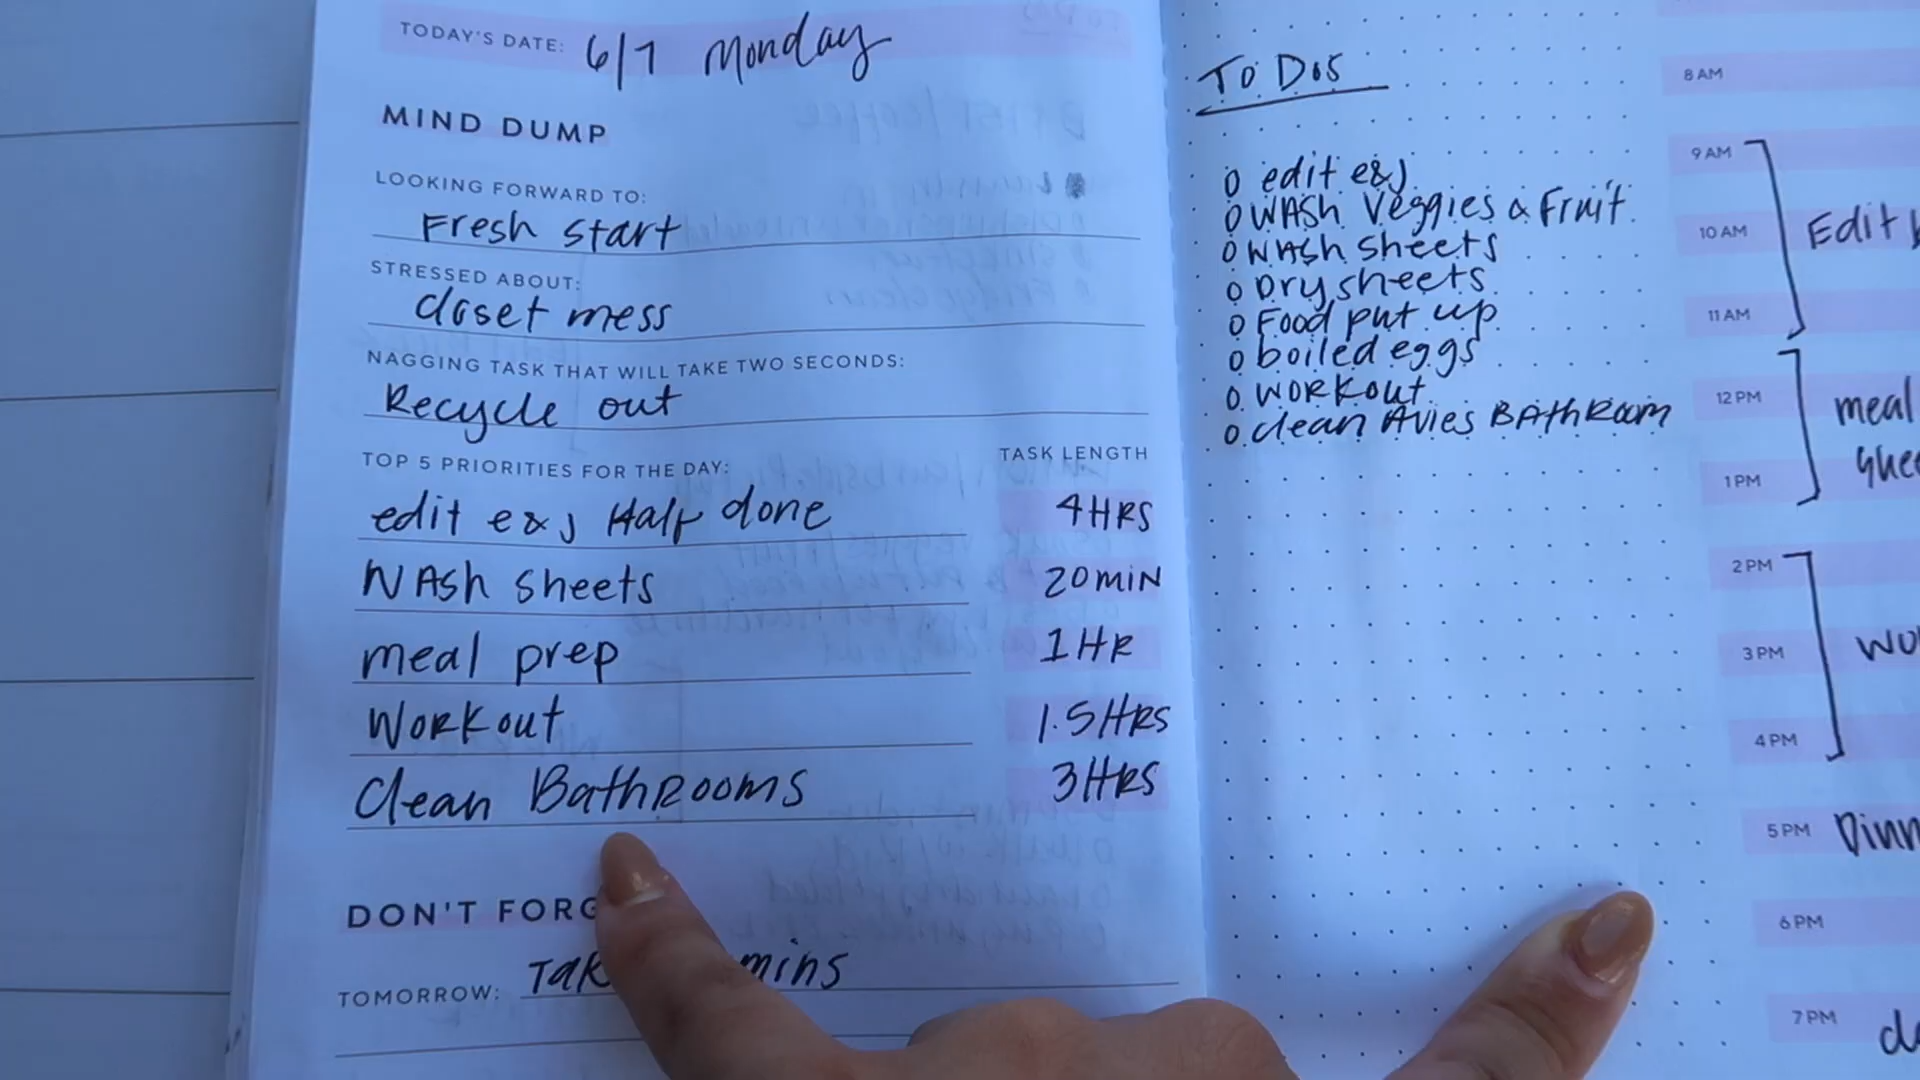 TODAY'S DATE: 6/7 Monday
MIND DUMP
LOOKING FORWARD TO:
Fresh start
STRESSED ABOUT:
closet mess
NAGGING TASK THAT WILL TAKE TWO SECONDS:
Recycle out
TOP 5 PRIORITIES FOR THE DAY: TASK LENGTH
edit e&j Half done 4HRS
WASh sheets 20miN
meal prep 1HR
WoRKout 1.5HRs
Clean BathRooms 3HRS
DON'T FORG
TOMORROW: mins
To Dos
o edit e&j
o WASh Veggies & Fruit
o WASh sheets
o Dry sheets
o Food put up
o boiled eggs
o WORKout
o clean Avies BAthRoom
8 AM
9 AM
10 AM Edit
11 AM
12 PM meal
1 PM
2 PM
3 PM
4 PM
5 PM
6 PM
7 PM